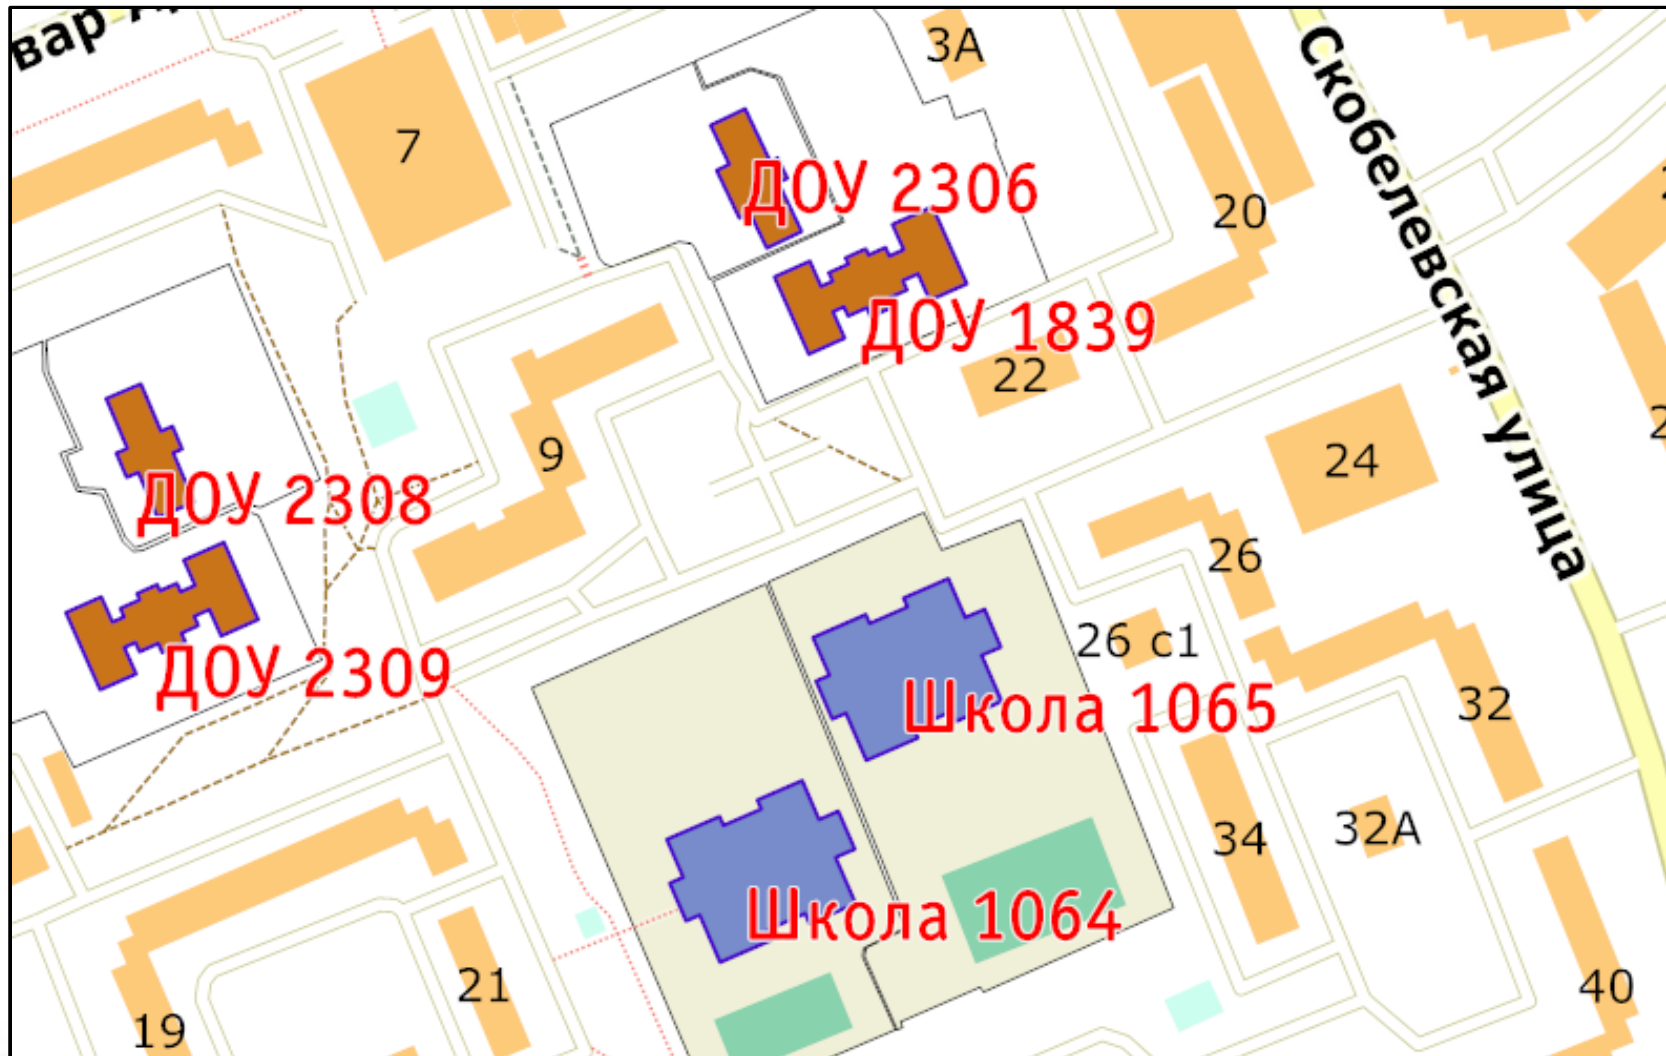 вар
Скобелевская улица
3А
7
ДОУ 2306
20
ДОУ 1839
22
9
24
ДОУ 2308
26
26 с1
ДОУ 2309
Школа 1065
32
34
32А
Школа 1064
21
40
19